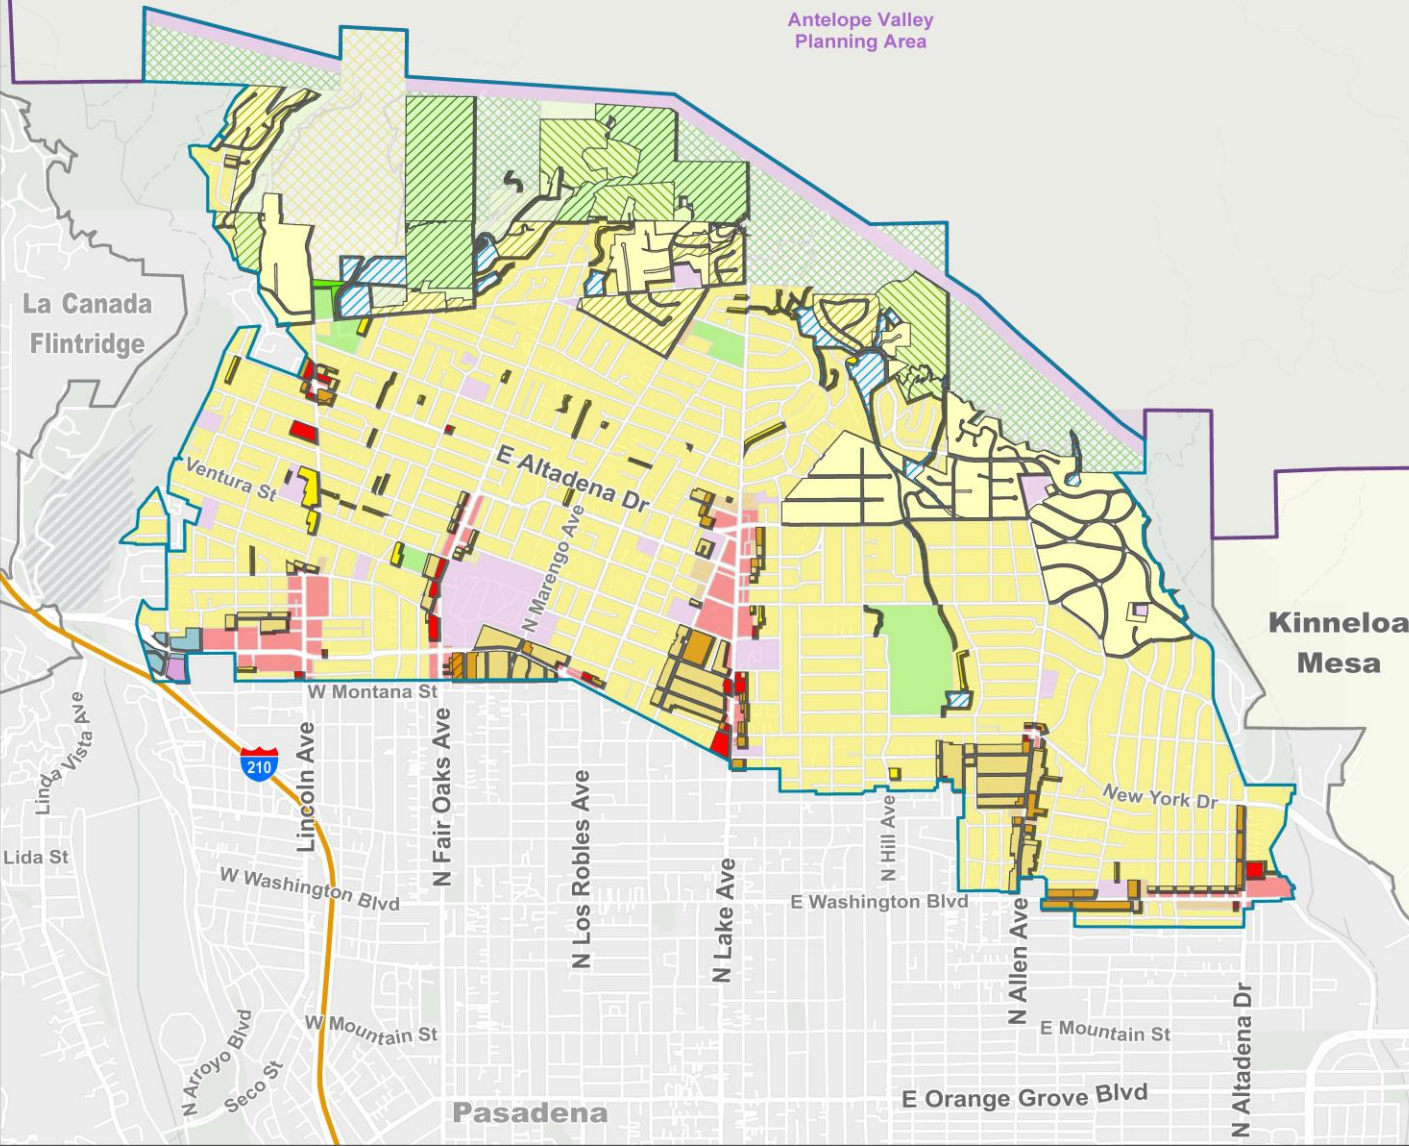 Antelope Valley
Planning Area
La Canada
Flintridge
Ventura St
E Altadena Dr
N Marengo Ave
Kinneloa
Mesa
W Montana St
Linda Vista Ave
210
Lincoln Ave
N Fair Oaks Ave
N Los Robles Ave
N Lake Ave
N Hill Ave
New York Dr
Lida St
W Washington Blvd
E Washington Blvd
N Allen Ave
N Altadena Dr
W Mountain St
E Mountain St
N Arroyo Blvd
Seco St
E Orange Grove Blvd
Pasadena